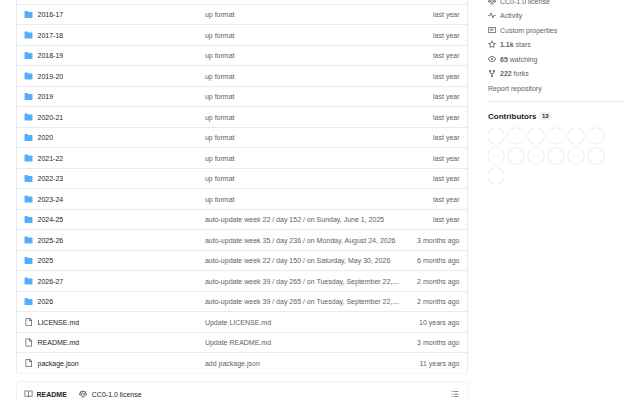 CC0-1.0 license
2016-17 up format last year
Activity
2017-18 up format last year
Custom properties
1.1k stars
2018-19 up format last year
65 watching
2019-20 up format last year
222 forks
Report repository
2019 up format last year
2020-21 up format last year
Contributors 13
2020 up format last year
2021-22 up format last year
2022-23 up format last year
2023-24 up format last year
2024-25 auto-update week 22 / day 152 / on Sunday, June 1, 2025 last year
2025-26 auto-update week 35 / day 236 / on Monday, August 24, 2026 3 months ago
2025 auto-update week 22 / day 150 / on Saturday, May 30, 2026 6 months ago
2026-27 auto-update week 39 / day 265 / on Tuesday, September 22,... 2 months ago
2026 auto-update week 39 / day 265 / on Tuesday, September 22,... 2 months ago
LICENSE.md Update LICENSE.md 10 years ago
README.md Update README.md 3 months ago
package.json add package.json 11 years ago
README CC0-1.0 license